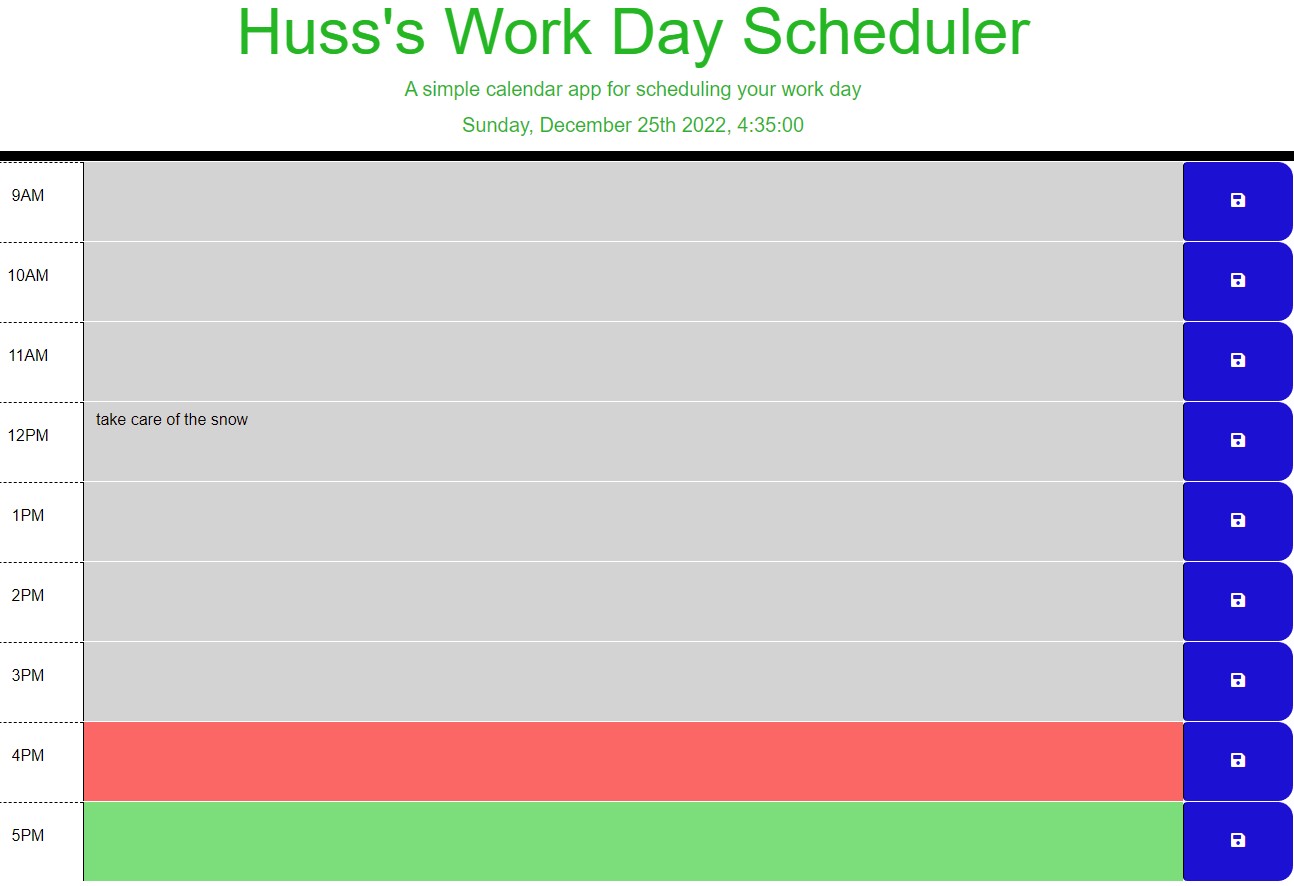 Huss's Work Day Scheduler
A simple calendar app for scheduling your work day
Sunday, December 25th 2022, 4:35:00
9AM
10AM
11AM
12PM take care of the snow
1PM
2PM
3PM
4PM
5PM